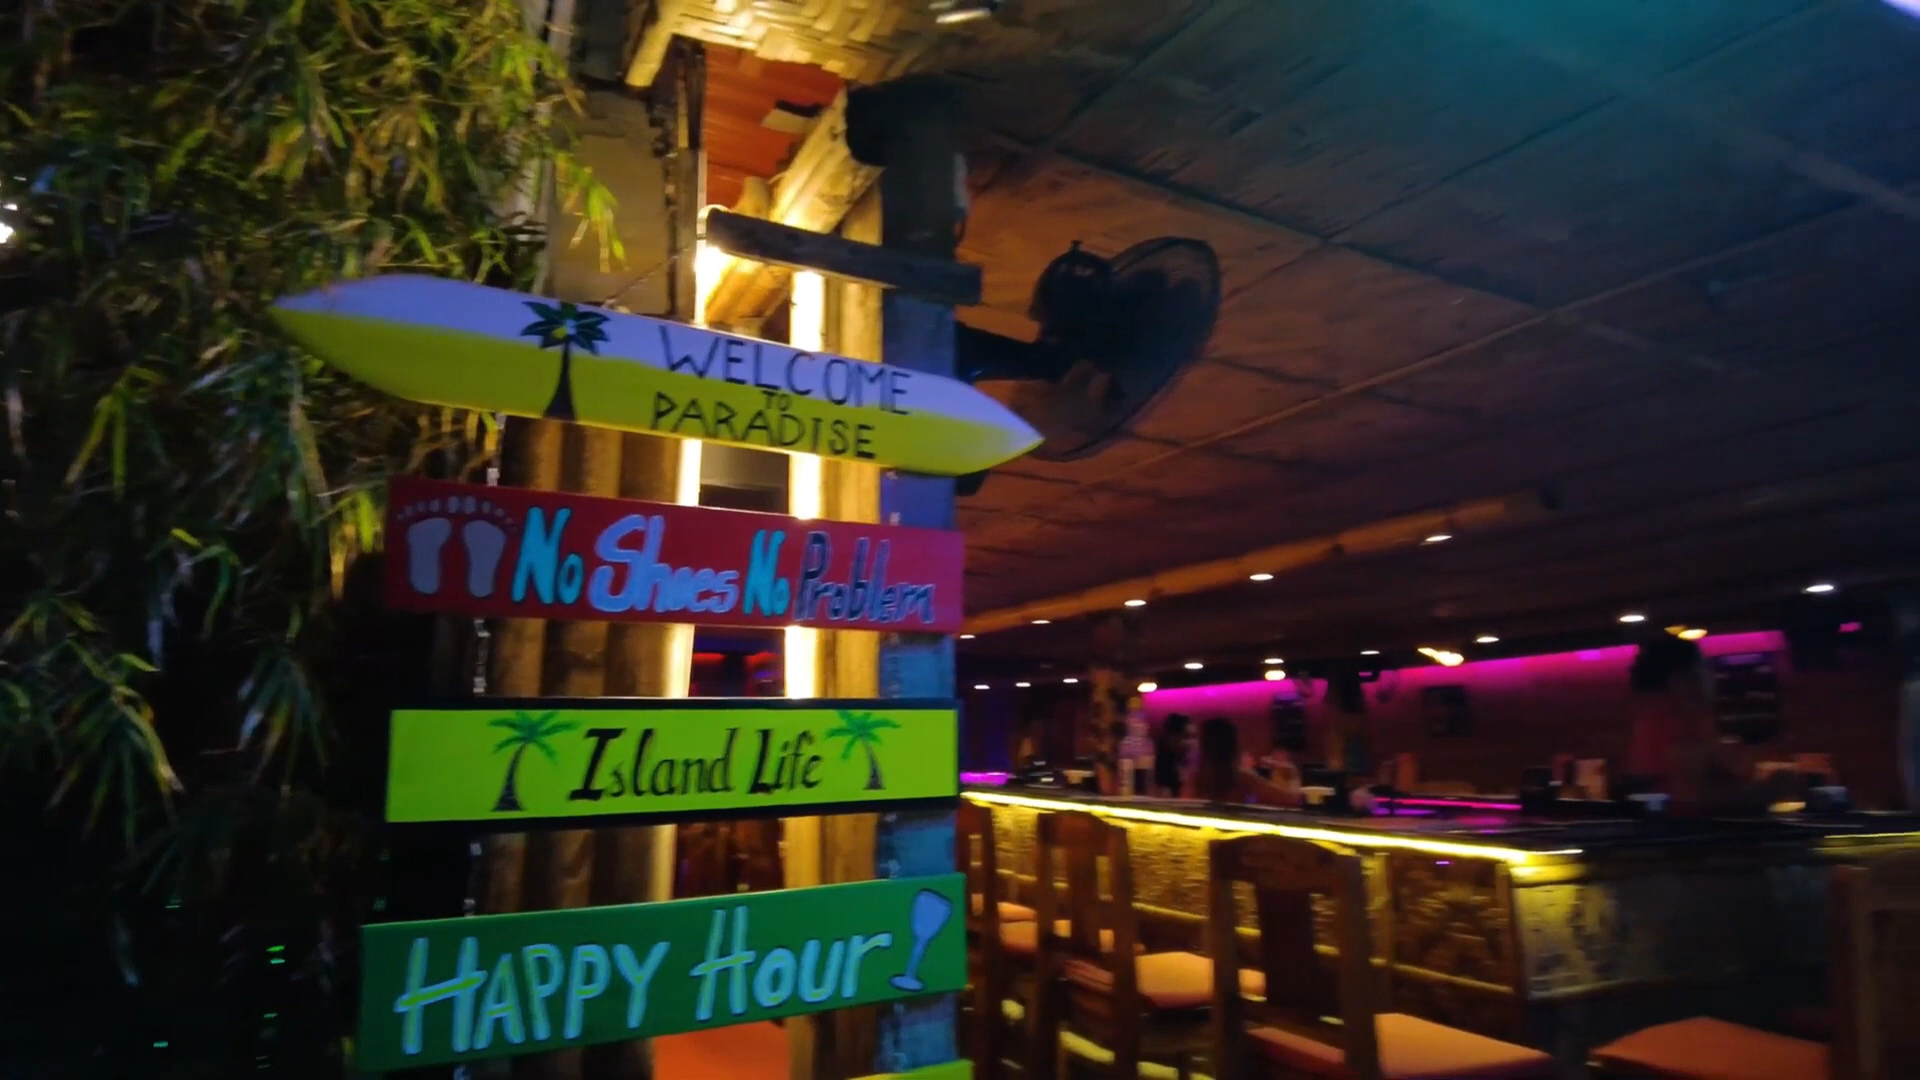 WELCOME
TO
PARADISE
No Shoes No Problem
Island Life
HAPPY Hour!